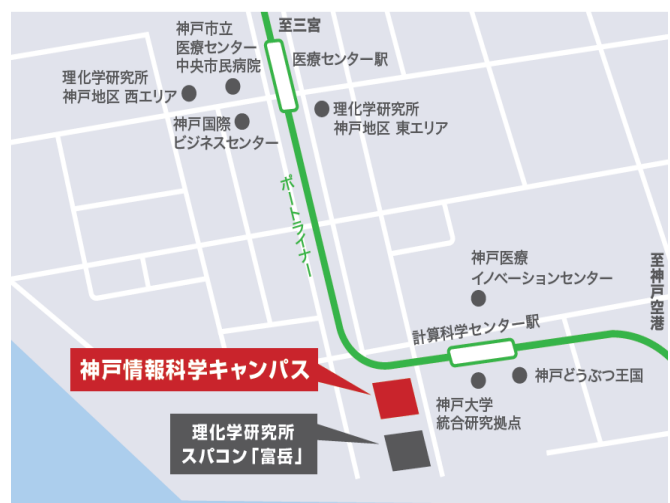 神戸市立
医療センター
中央市民病院
至三宮
医療センター駅
理化学研究所
神戸地区 西エリア
神戸国際
ビジネスセンター
理化学研究所
神戸地区 東エリア
ポートライナー
神戸医療
イノベーションセンター
至神戸空港
計算科学センター駅
神戸情報科学キャンパス
神戸どうぶつ王国
神戸大学
統合研究拠点
理化学研究所
スパコン「富岳」